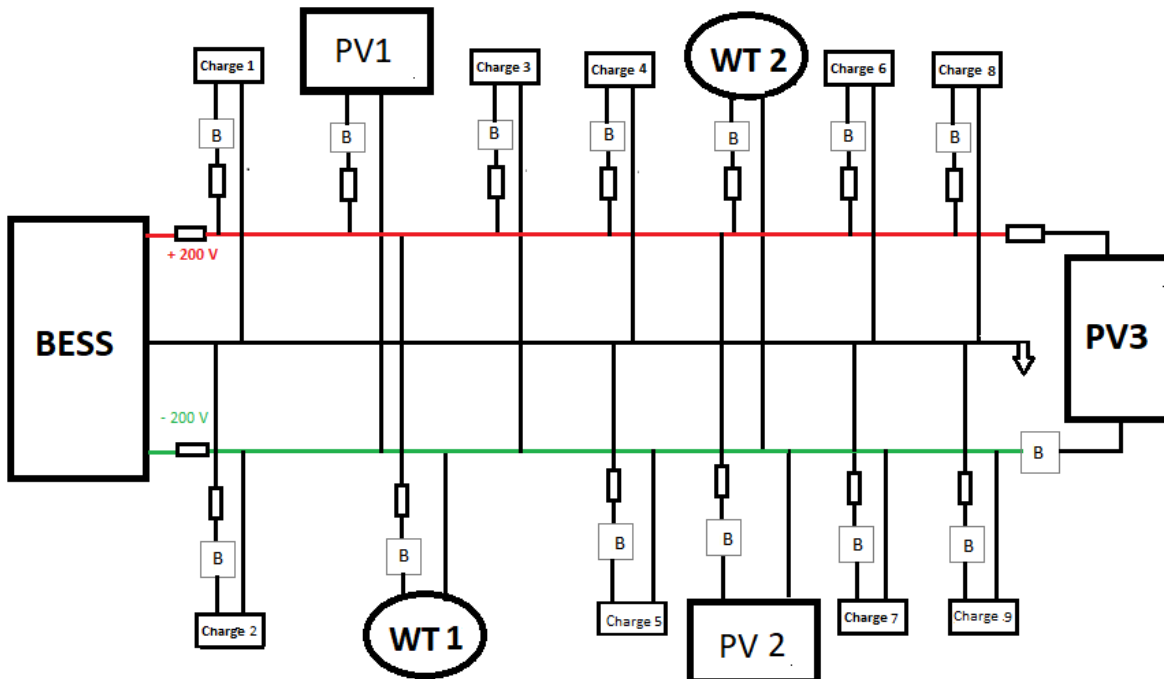 Charge 1
PV1
Charge 3
Charge 4
WT 2
Charge 6
Charge 8
B
B
B
B
B
B
B
+ 200 V
BESS
PV3
- 200 V
B
B
B
B
B
B
B
Charge 2
WT 1
Charge 5
PV 2
Charge 7
Charge .9